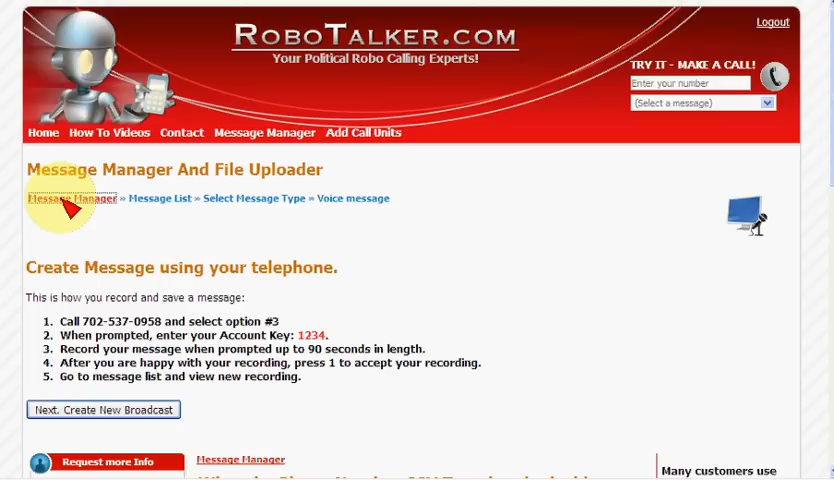 Logout
ROBOTALKER.COM
Your Political Robo Calling Experts!
TRY IT - MAKE A CALL!
Enter your number
(Select a message)
Home How To Videos Contact Message Manager Add Call Units
Message Manager And File Uploader
Message Manager » Message List » Select Message Type » Voice message
Create Message using your telephone.
This is how you record and save a message:
1. Call 702-537-0958 and select option #3
2. When prompted, enter your Account Key: 1234.
3. Record your message when prompted up to 90 seconds in length.
4. After you are happy with your recording, press 1 to accept your recording.
5. Go to message list and view new recording.
Next. Create New Broadcast
Request more Info
Message Manager
Many customers use